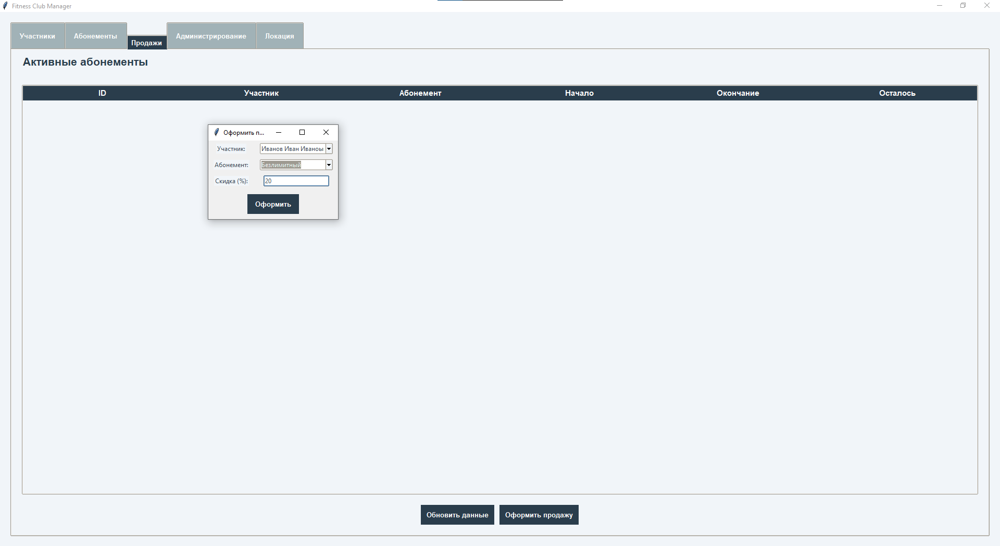 Fitness Club Manager
Участники
Абонементы
Продажи
Администрирование
Локация
Активные абонементы
ID Участник Абонемент Начало Окончание Осталось
Оформить п...
Участник: Иванов Иван Иваноы
Абонемент: Безлимитный
Скидка (%): 20
Оформить
Обновить данные Оформить продажу